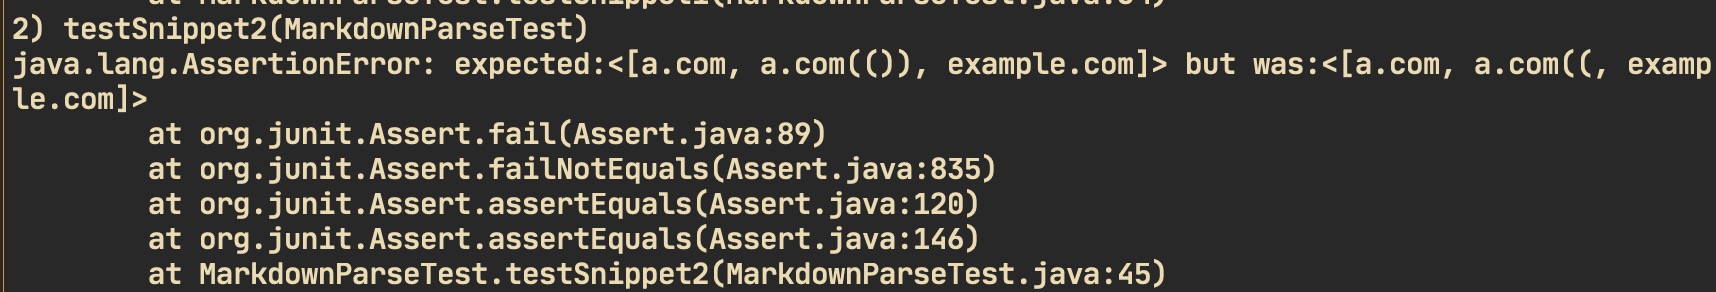 at MarkdownParseTest.testSnippet1(MarkdownParseTest.java:34)
2) testSnippet2(MarkdownParseTest)
java.lang.AssertionError: expected:<[a.com, a.com(()), example.com]> but was:<[a.com, a.com((, examp
le.com]>
at org.junit.Assert.fail(Assert.java:89)
at org.junit.Assert.failNotEquals(Assert.java:835)
at org.junit.Assert.assertEquals(Assert.java:120)
at org.junit.Assert.assertEquals(Assert.java:146)
at MarkdownParseTest.testSnippet2(MarkdownParseTest.java:45)